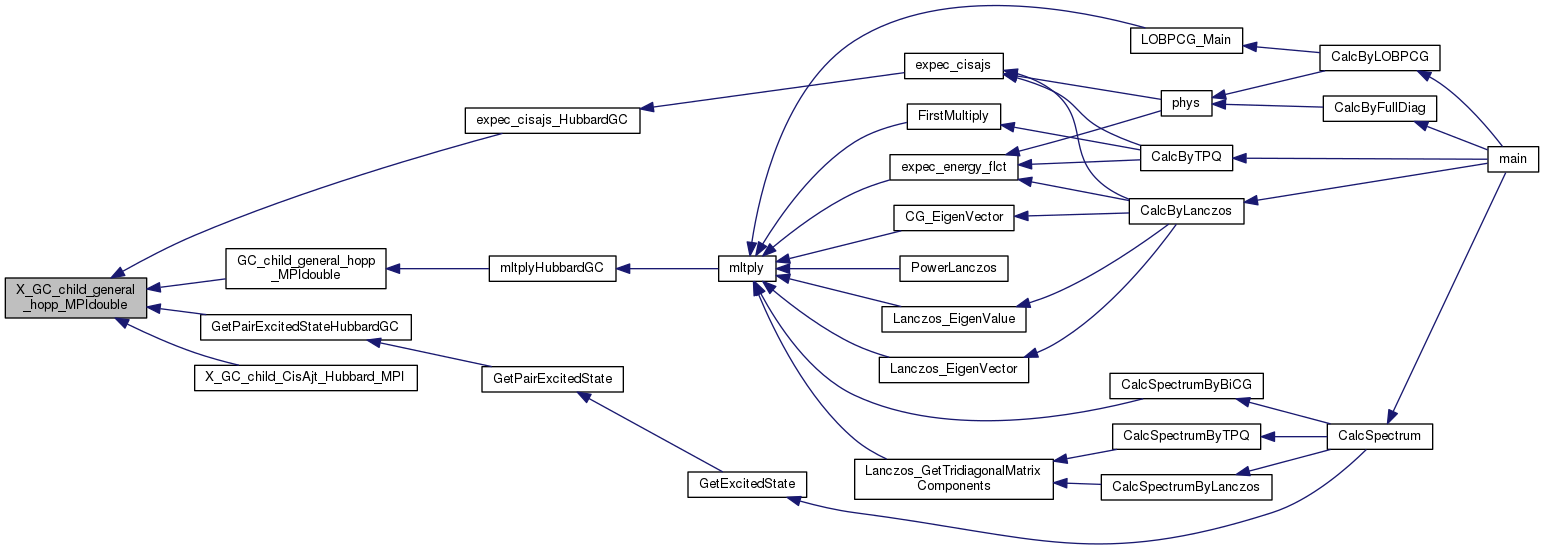 X_GC_child_general
_hopp_MPIdouble
expec_cisajs_HubbardGC
GC_child_general_hopp
_MPIdouble
GetPairExcitedStateHubbardGC
X_GC_child_CisAjt_Hubbard_MPI
mltplyHubbardGC
GetPairExcitedState
mltply
GetExcitedState
expec_cisajs
FirstMultiply
expec_energy_flct
CG_EigenVector
PowerLanczos
Lanczos_EigenValue
Lanczos_EigenVector
Lanczos_GetTridiagonalMatrix
Components
LOBPCG_Main
phys
CalcByTPQ
CalcByLanczos
CalcSpectrumByBiCG
CalcSpectrumByTPQ
CalcSpectrumByLanczos
CalcByLOBPCG
CalcByFullDiag
CalcSpectrum
main